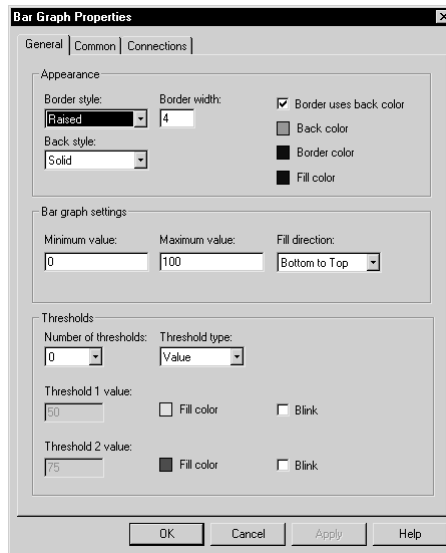 Bar Graph Properties
General Common Connections
Appearance
Border style: Border width:
Raised 4 Border uses back color
Back color
Back style: Border color
Solid Fill color
Bar graph settings
Minimum value: Maximum value: Fill direction:
0 100 Bottom to Top
Thresholds
Number of thresholds: Threshold type:
0 Value
Threshold 1 value:
50 Fill color Blink
Threshold 2 value:
75 Fill color Blink
OK Cancel Apply Help